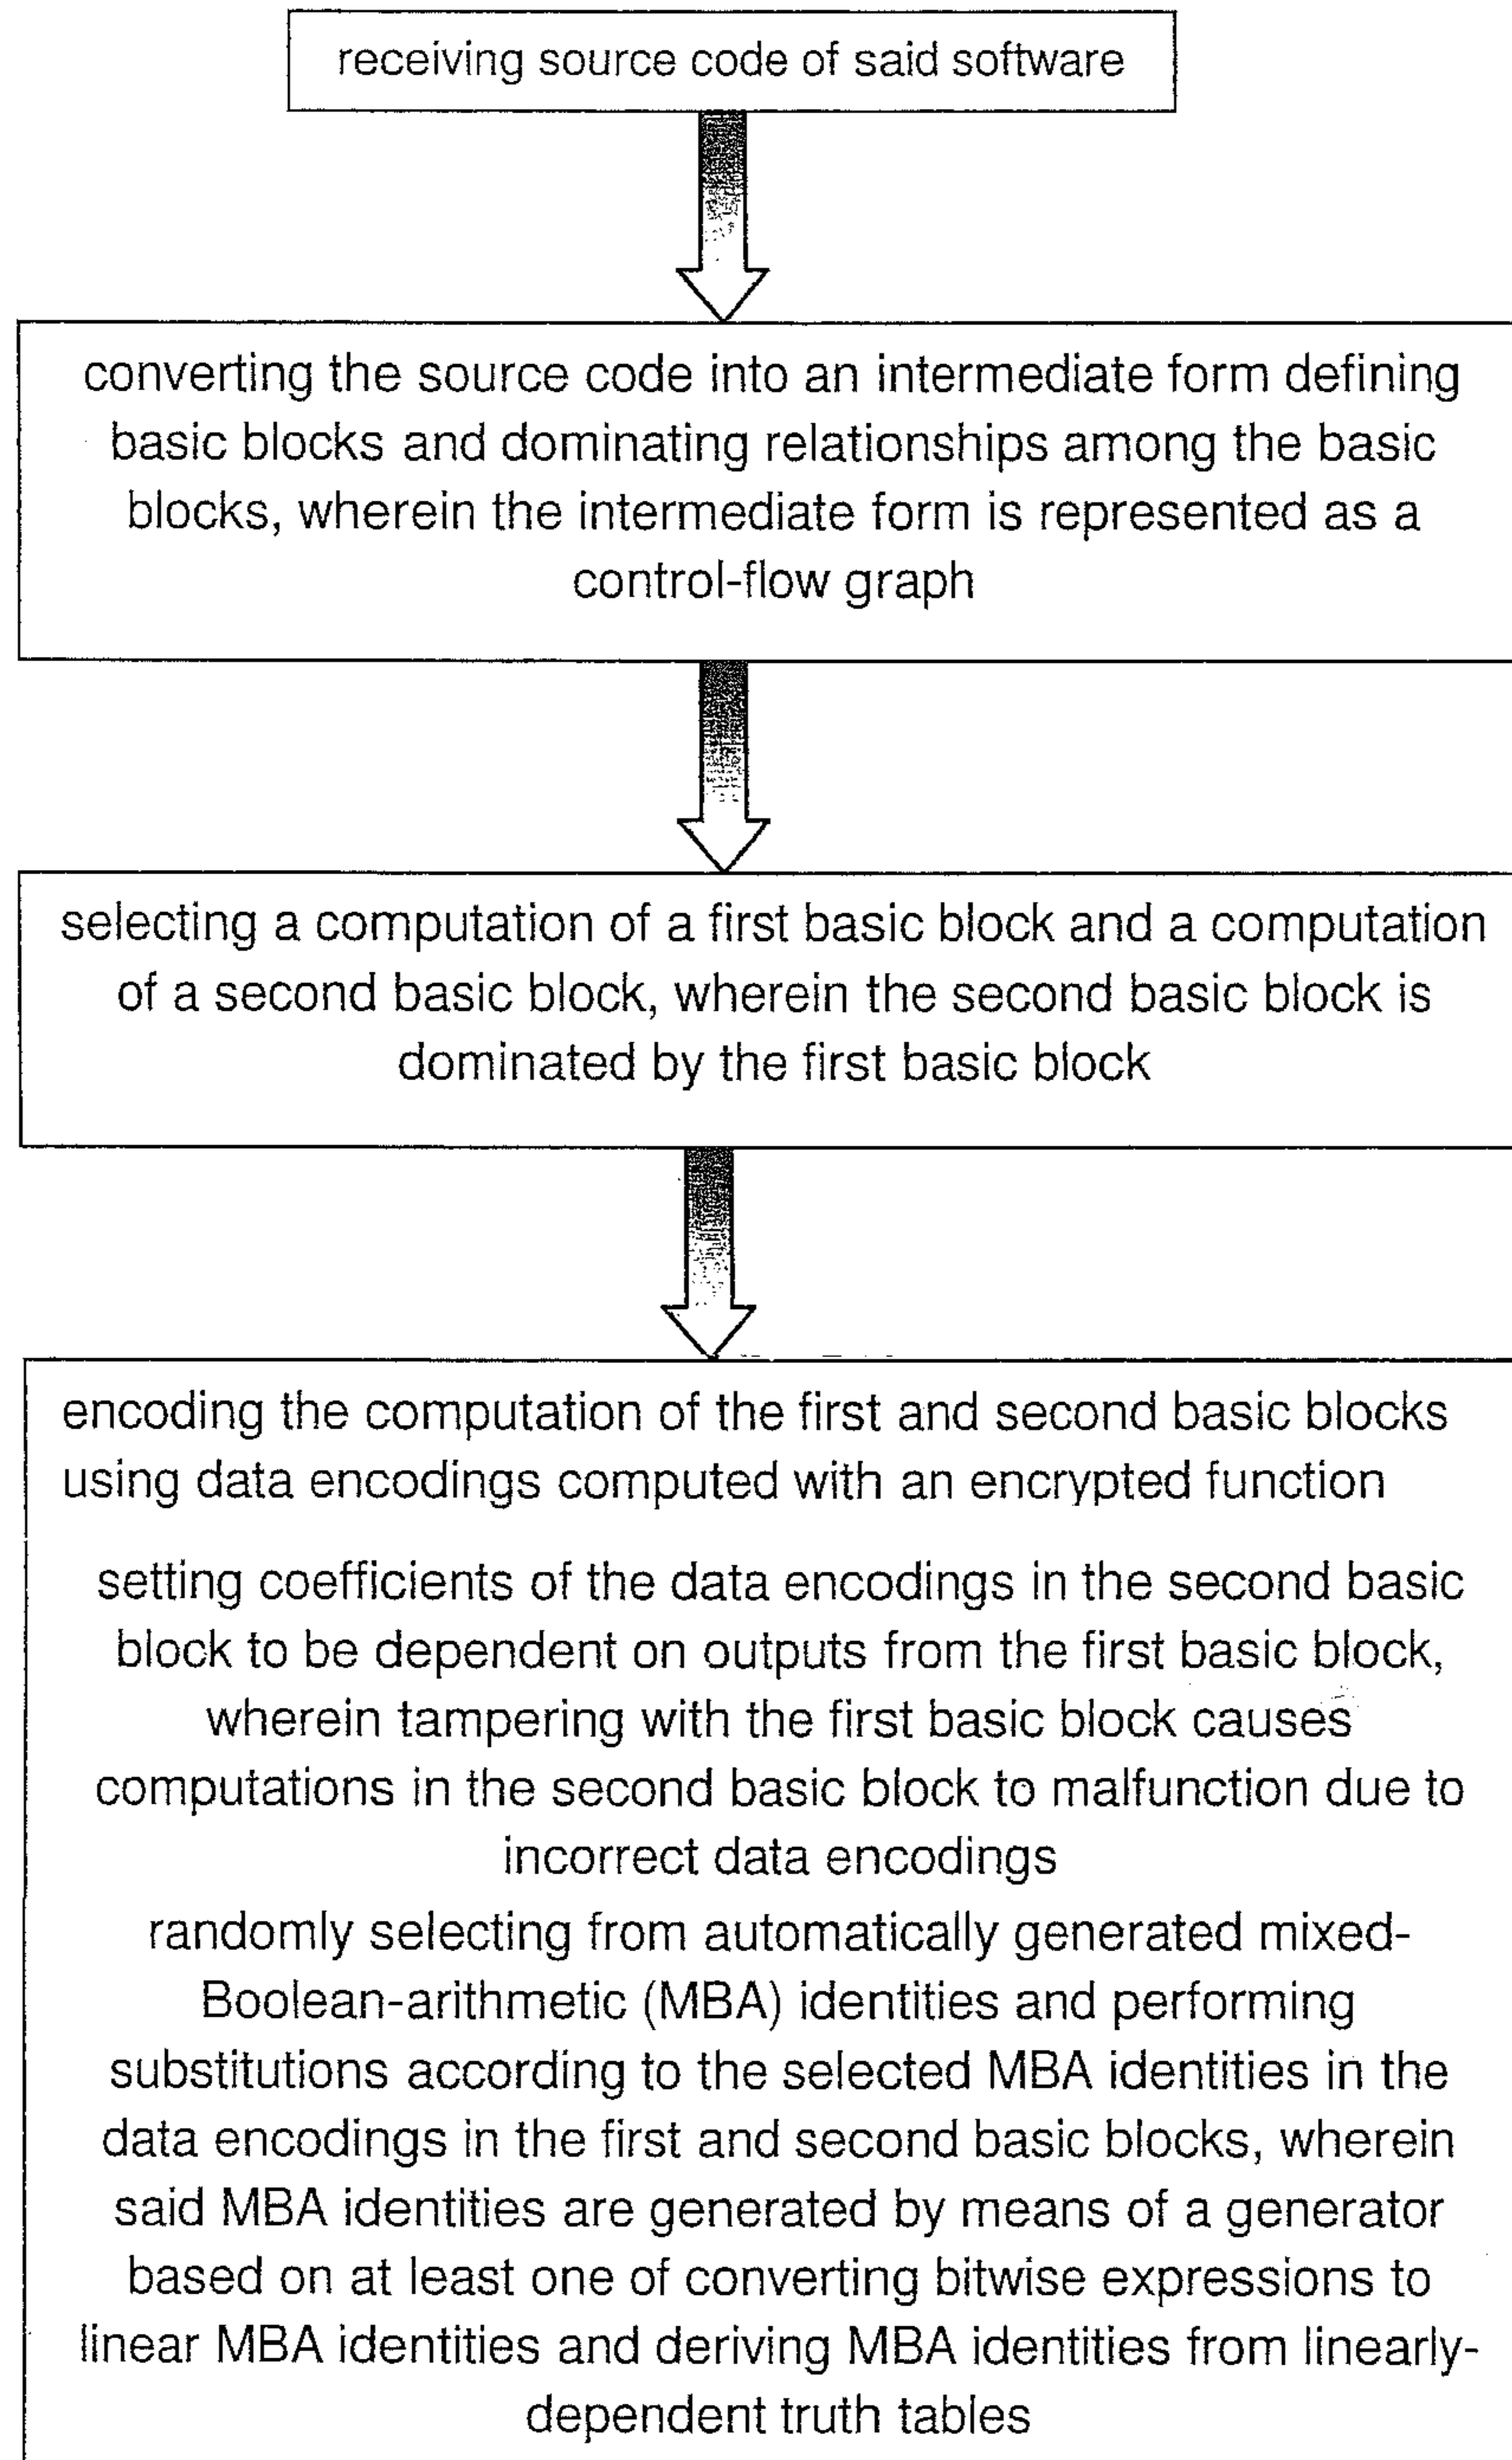 receiving source code of said software
converting the source code into an intermediate form defining
basic blocks and dominating relationships among the basic
blocks, wherein the intermediate form is represented as a
control-flow graph
selecting a computation of a first basic block and a computation
of a second basic block, wherein the second basic block is
dominated by the first basic block
encoding the computation of the first and second basic blocks
using data encodings computed with an encrypted function
setting coefficients of the data encodings in the second basic
block to be dependent on outputs from the first basic block,
wherein tampering with the first basic block causes
computations in the second basic block to malfunction due to
incorrect data encodings
randomly selecting from automatically generated mixed-
Boolean-arithmetic (MBA) identities and performing
substitutions according to the selected MBA identities in the
data encodings in the first and second basic blocks, wherein
said MBA identities are generated by means of a generator
based on at least one of converting bitwise expressions to
linear MBA identities and deriving MBA identities from linearly-
dependent truth tables